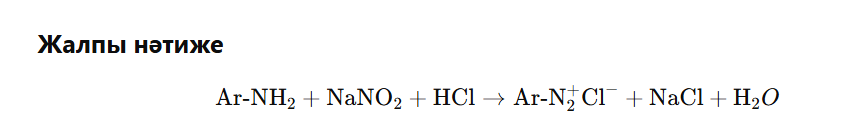 Жалпы нәтиже
Ar-NH₂ + NaNO₂ + HCl → Ar-N₂⁺Cl⁻ + NaCl + H₂O